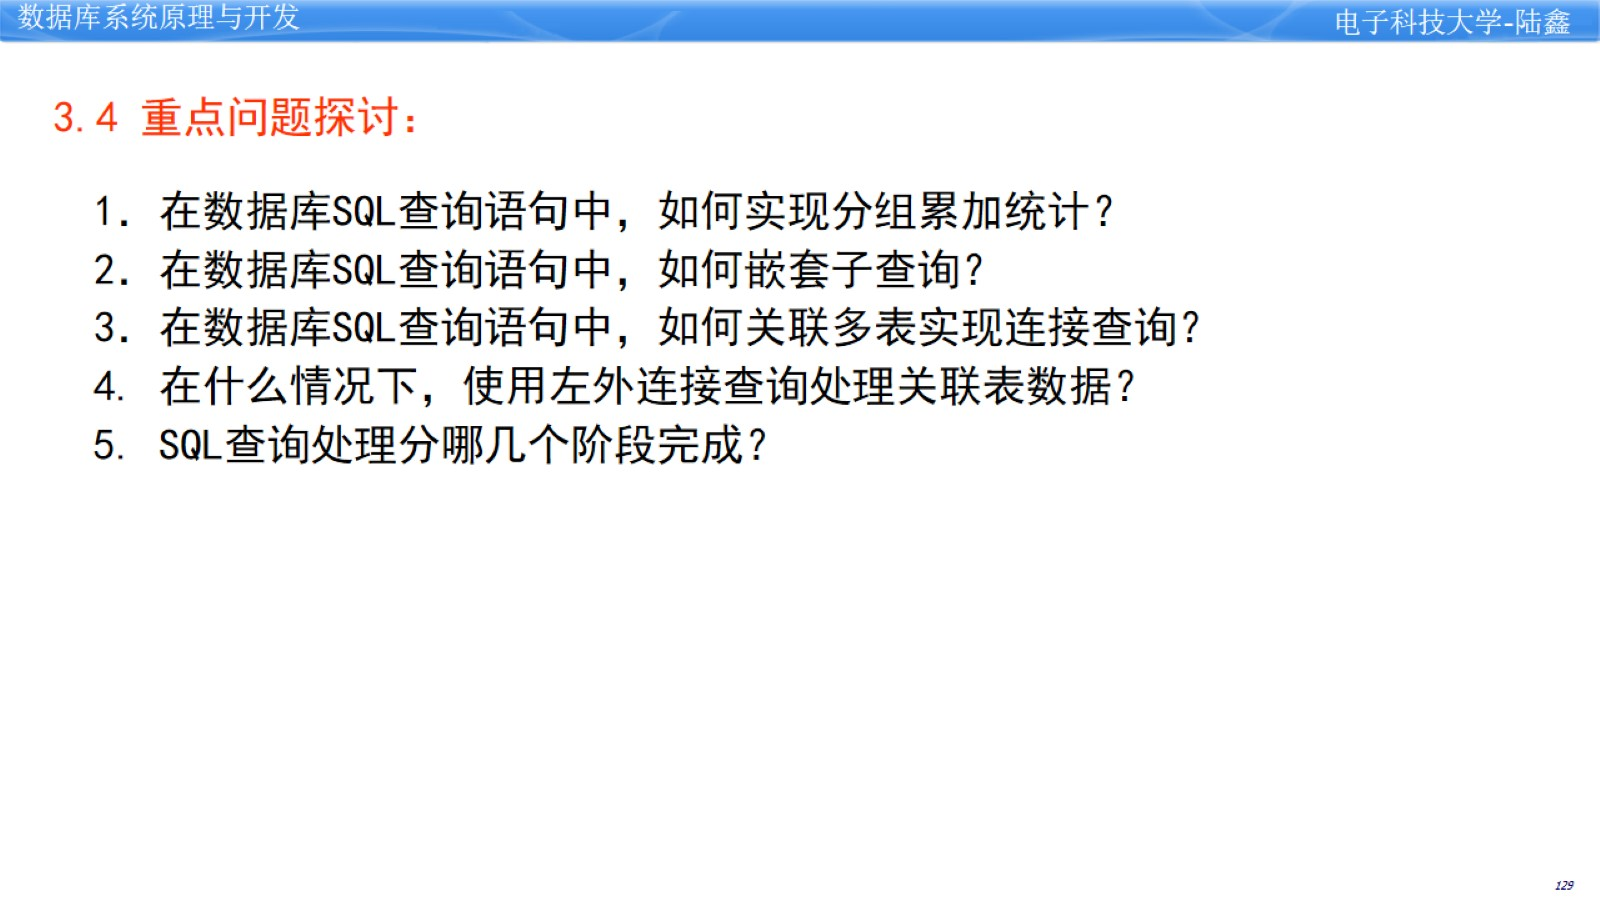 数据库系统原理与开发
电子科技大学-陆鑫
3.4 重点问题探讨：
1. 在数据库SQL查询语句中，如何实现分组累加统计？
2. 在数据库SQL查询语句中，如何嵌套子查询？
3. 在数据库SQL查询语句中，如何关联多表实现连接查询？
4. 在什么情况下，使用左外连接查询处理关联表数据？
5. SQL查询处理分哪几个阶段完成？
129